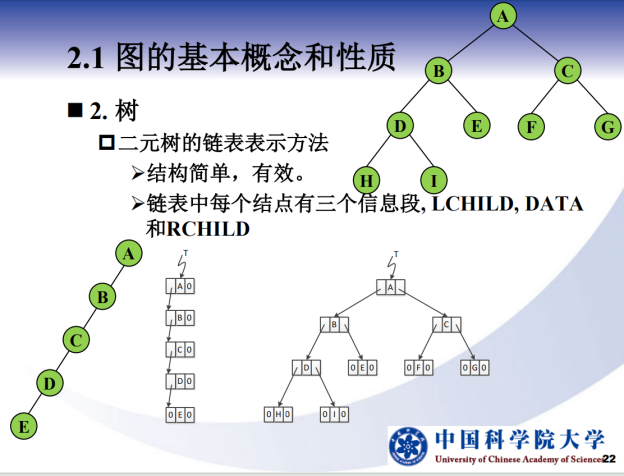 2.1 图的基本概念和性质
■ 2. 树
二元树的链表表示方法
➢结构简单，有效。
➢链表中每个结点有三个信息段, LCHILD, DATA
和RCHILD
A
B C
D E F G
H I
A
B
C
D
E
T
A 0
B 0
C 0
D 0
0 E 0
T
A
B C
D 0 E 0 0 F 0 0 G 0
0 H 0 0 I 0
中国科学院大学
University of Chinese Academy of Sciences
22